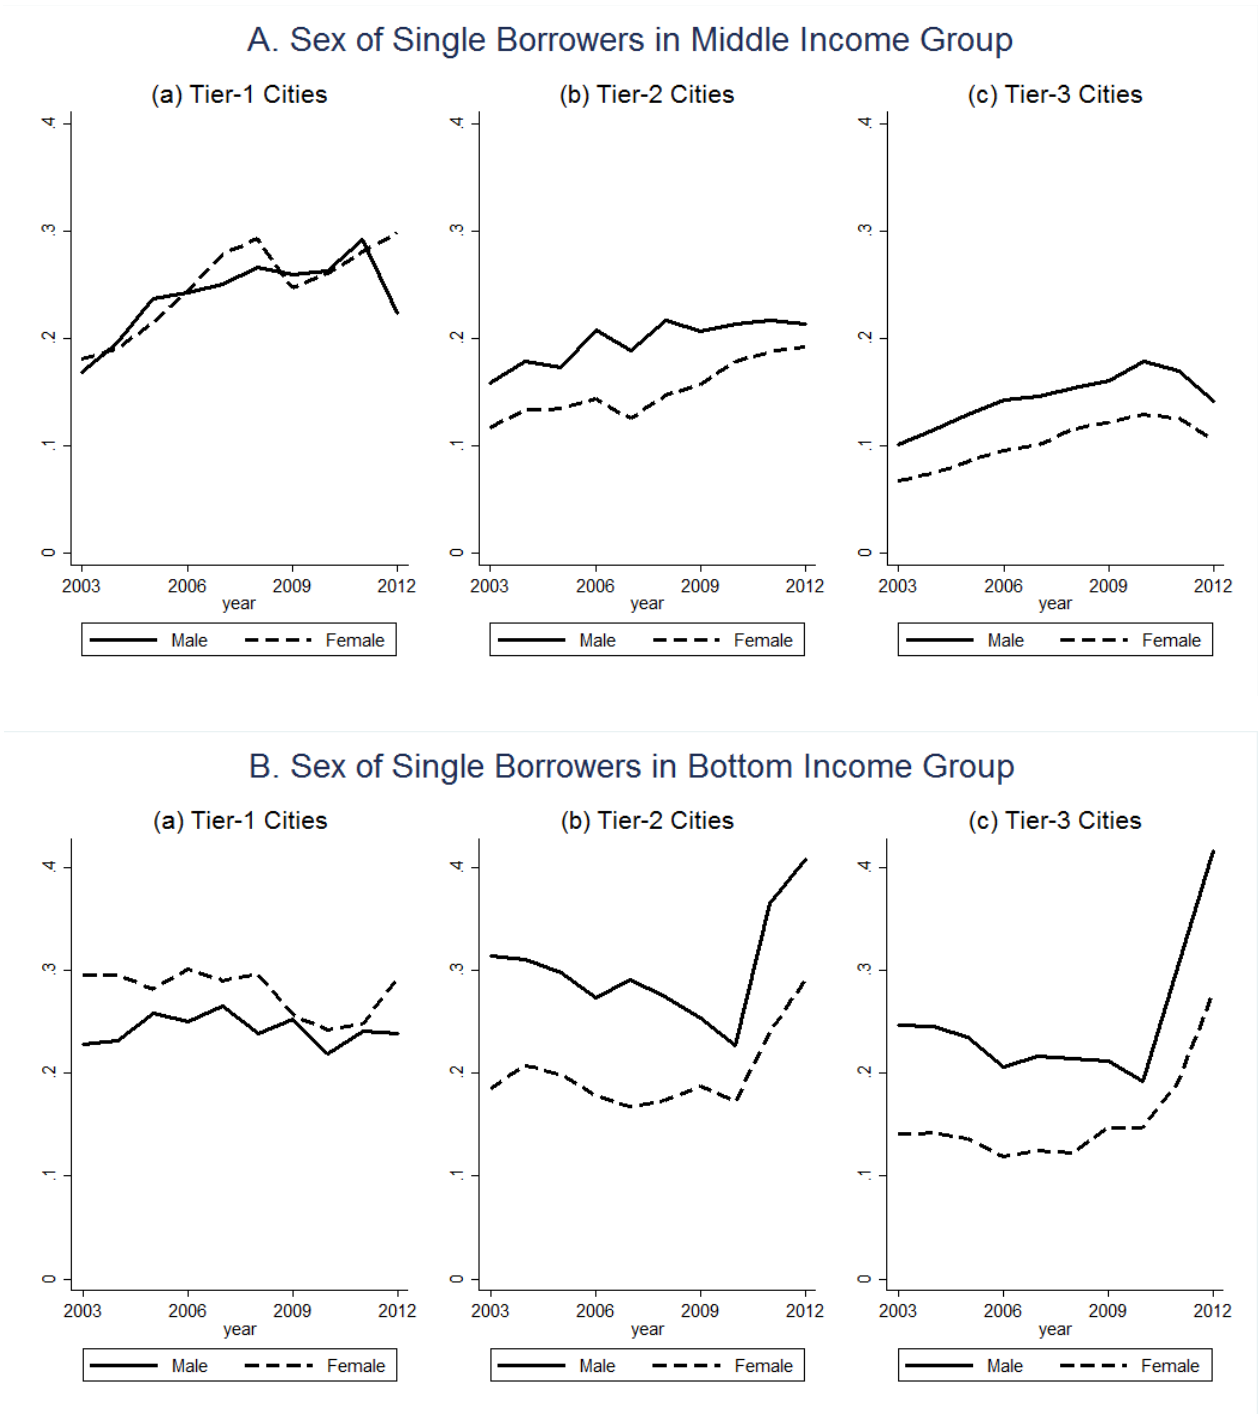 A. Sex of Single Borrowers in Middle Income Group
(a) Tier-1 Cities
.4
.3
.2
.1
0
2003 2006 2009 2012
year
Male Female
(b) Tier-2 Cities
.4
.3
.2
.1
0
2003 2006 2009 2012
year
Male Female
(c) Tier-3 Cities
.4
.3
.2
.1
0
2003 2006 2009 2012
year
Male Female
B. Sex of Single Borrowers in Bottom Income Group
(a) Tier-1 Cities
.4
.3
.2
.1
0
2003 2006 2009 2012
year
Male Female
(b) Tier-2 Cities
.4
.3
.2
.1
0
2003 2006 2009 2012
year
Male Female
(c) Tier-3 Cities
.4
.3
.2
.1
0
2003 2006 2009 2012
year
Male Female